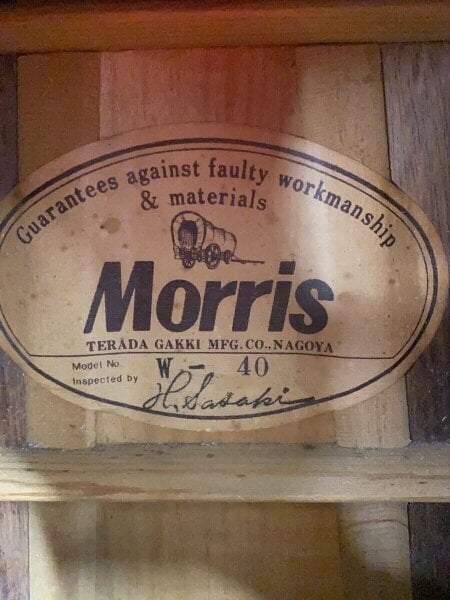 Guarantees against faulty workmanship
& materials
Morris
TERADA GAKKI MFG.CO.,NAGOYA
Model No. W - 40
Inspected by H. Sasaki